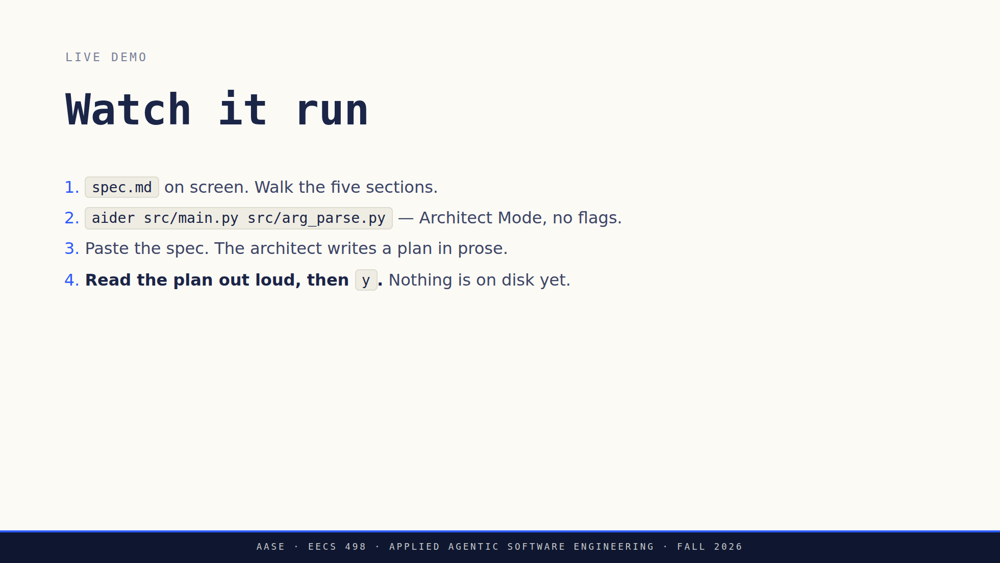 LIVE DEMO
Watch it run
1. spec.md on screen. Walk the five sections.
2. aider src/main.py src/arg_parse.py — Architect Mode, no flags.
3. Paste the spec. The architect writes a plan in prose.
4. Read the plan out loud, then y. Nothing is on disk yet.
AASE · EECS 498 · APPLIED AGENTIC SOFTWARE ENGINEERING · FALL 2026